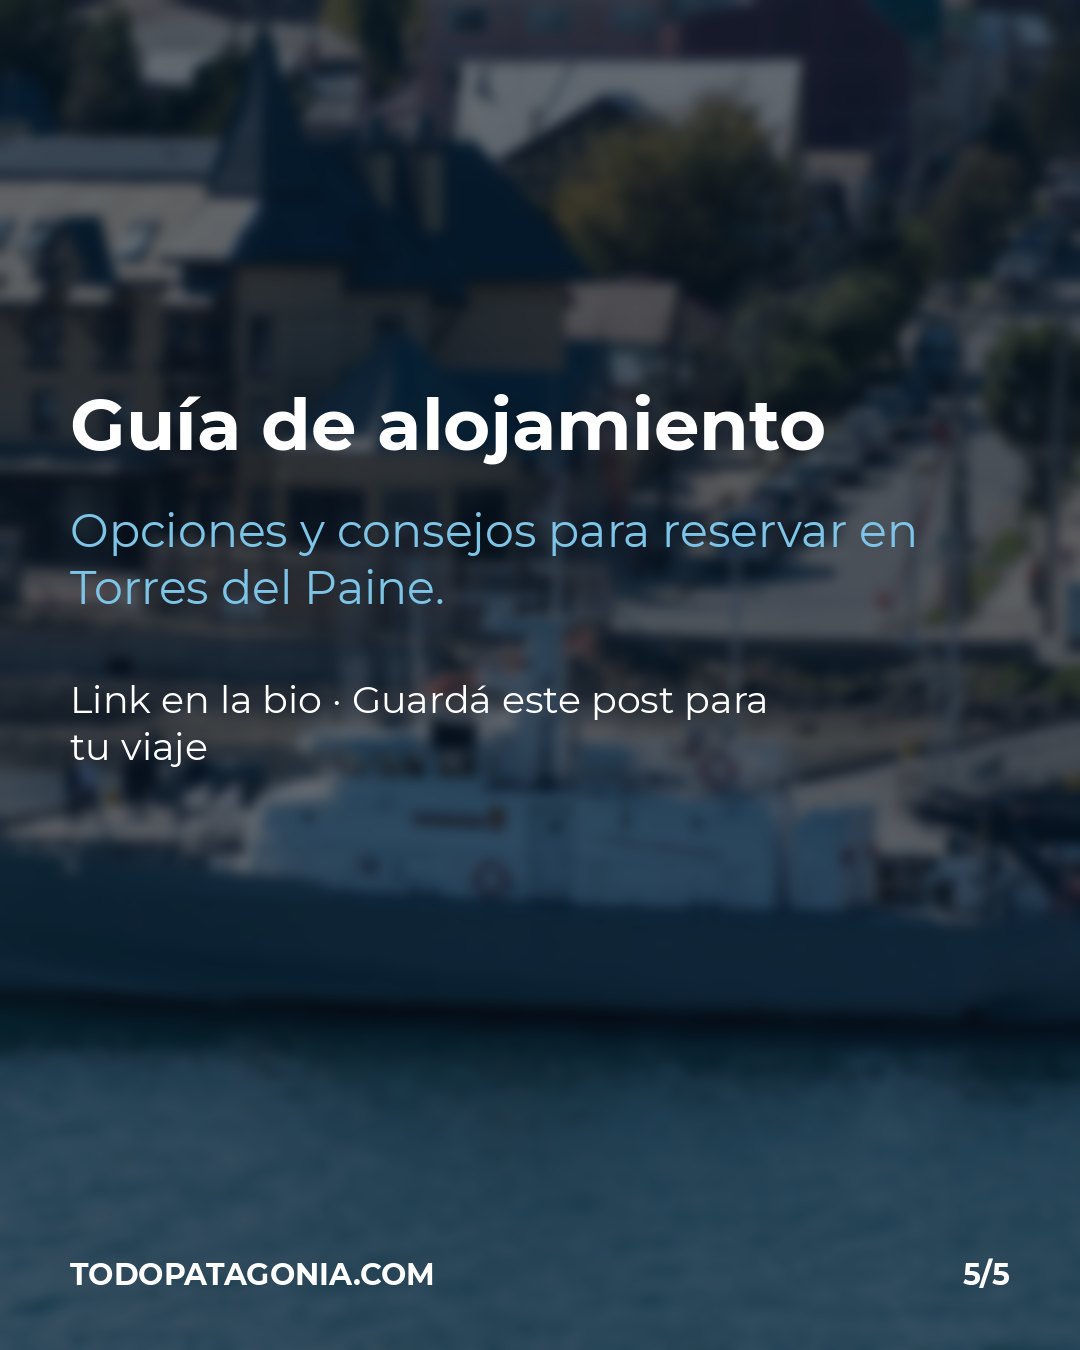 Guía de alojamiento
Opciones y consejos para reservar en
Torres del Paine.
Link en la bio · Guardá este post para
tu viaje
TODOPATAGONIA.COM
5/5